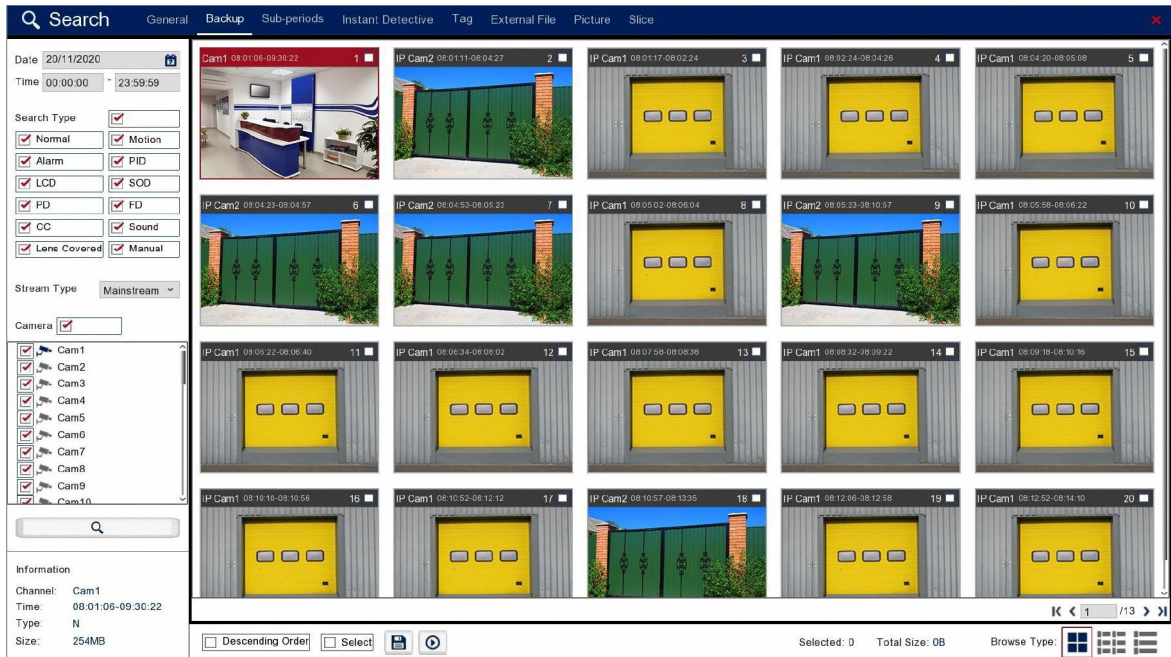 Search General Backup Sub-periods Instant Detective Tag External File Picture Slice
Date 20/11/2020
Time 00:00:00 - 23:59:59
Search Type
Normal Motion
Alarm PID
LCD SOD
PD FD
CC Sound
Lens Covered Manual
Stream Type Mainstream
Camera
Cam1
Cam2
Cam3
Cam4
Cam5
Cam6
Cam7
Cam8
Cam9
Cam10
Information
Channel: Cam1
Time: 08:01:06-09:30:22
Type: N
Size: 254MB
Cam1 08:01:06-09:30:22 1
IP Cam2 08:01:11-08:04:27 2
IP Cam1 08:01:17-08:02:24 3
IP Cam1 08:02:24-08:04:26 4
IP Cam1 08:04:20-08:05:08 5
IP Cam2 08:04:23-08:04:57 6
IP Cam2 08:04:53-08:05:23 7
IP Cam1 08:05:02-08:06:04 8
IP Cam2 08:05:23-08:10:57 9
IP Cam1 08:05:58-08:06:22 10
IP Cam1 08:06:22-08:06:40 11
IP Cam1 08:06:34-08:08:02 12
IP Cam1 08:07:58-08:08:38 13
IP Cam1 08:08:32-08:09:22 14
IP Cam1 08:09:18-08:10:16 15
IP Cam1 08:10:10-08:10:56 16
IP Cam1 08:10:52-08:12:12 17
IP Cam2 08:10:57-08:13:35 18
IP Cam1 08:12:06-08:12:58 19
IP Cam1 08:12:52-08:14:10 20
1 /13
Descending Order Select Selected: 0 Total Size: 0B Browse Type: